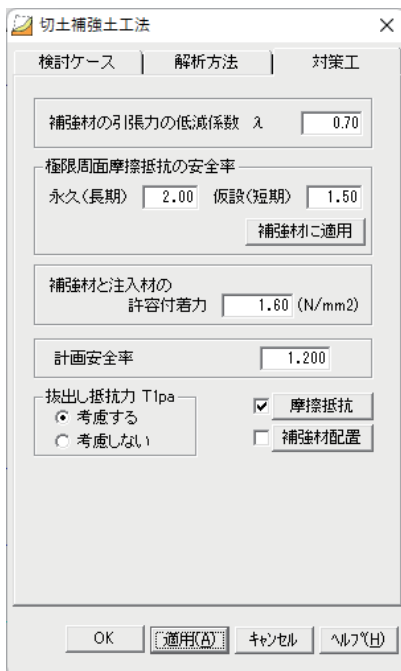 切土補強土工法
検討ケース
解析方法
対策工
補強材の引張力の低減係数 λ 0.70
極限周面摩擦抵抗の安全率
永久(長期) 2.00 仮設(短期) 1.50
補強材に適用
補強材と注入材の
許容付着力 1.60 (N/mm2)
計画安全率 1.200
抜出し抵抗力 T1pa
考慮する
考慮しない
摩擦抵抗
補強材配置
OK 適用(A) キャンセル ヘルプ(H)